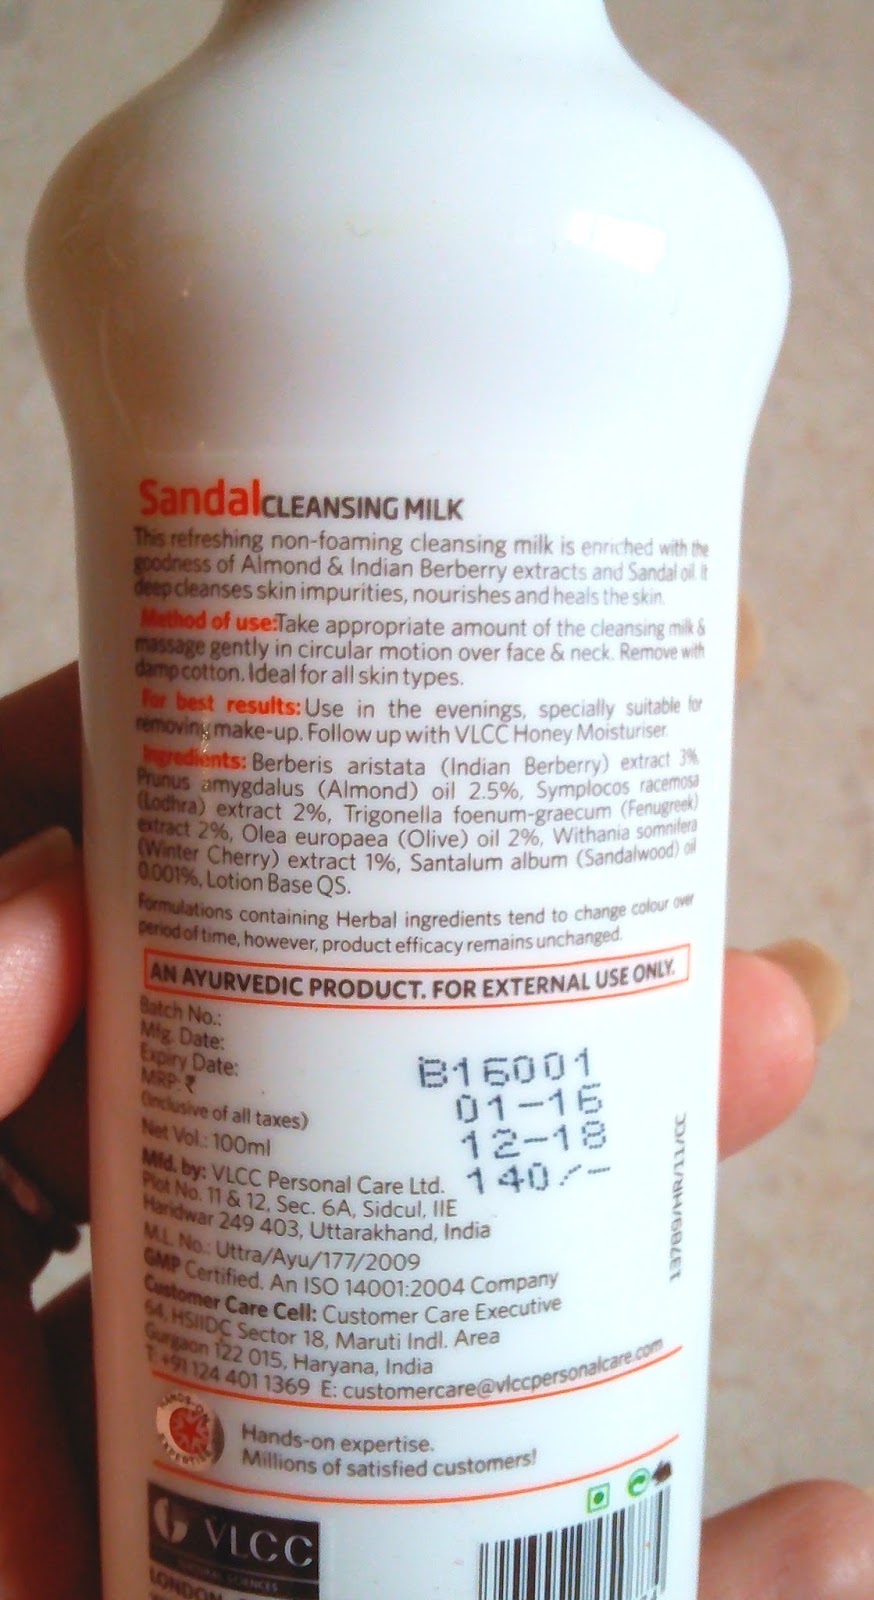 Sandal CLEANSING MILK
This refreshing non-foaming cleansing milk is enriched with the
goodness of Almond & Indian Berberry extracts and Sandal oil. It
deep cleanses skin impurities, nourishes and heals the skin.
Method of use: Take appropriate amount of the cleansing milk &
massage gently in circular motion over face & neck. Remove with
damp cotton. Ideal for all skin types.
For best results: Use in the evenings, specially suitable for
removing make-up. Follow up with VLCC Honey Moisturiser.
Ingredients: Berberis aristata (Indian Berberry) extract 3%,
Prunus amygdalus (Almond) oil 2.5%, Symplocos racemosa
(Lodhra) extract 2%, Trigonella foenum-graecum (Fenugreek)
extract 2%, Olea europaea (Olive) oil 2%, Withania somnifera
(Winter Cherry) extract 1%, Santalum album (Sandalwood) oil
0.001%, Lotion Base QS.
Formulations containing Herbal ingredients tend to change colour over
period of time, however, product efficacy remains unchanged.
AN AYURVEDIC PRODUCT. FOR EXTERNAL USE ONLY.
Batch No.: B16001
Mfg. Date: 01-16
Expiry Date: 12-18
MRP: ₹ 140/-
(Inclusive of all taxes)
Net Vol.: 100ml
Mfd. by: VLCC Personal Care Ltd.
Plot No. 11 & 12, Sec. 6A, Sidcul, IIE
Haridwar 249 403, Uttarakhand, India
M.L. No.: Uttra/Ayu/177/2009
GMP Certified. An ISO 14001:2004 Company
Customer Care Cell: Customer Care Executive
64, HSIIDC Sector 18, Maruti Indl. Area
Gurgaon 122 015, Haryana, India
T: +91 124 401 1369 E: customercare@vlccpersonalcare.com
13789/HR/11/CC
HANDS-ON EXPERTISE
Hands-on expertise.
Millions of satisfied customers!
VLCC
NATURAL SCIENCES
LONDON